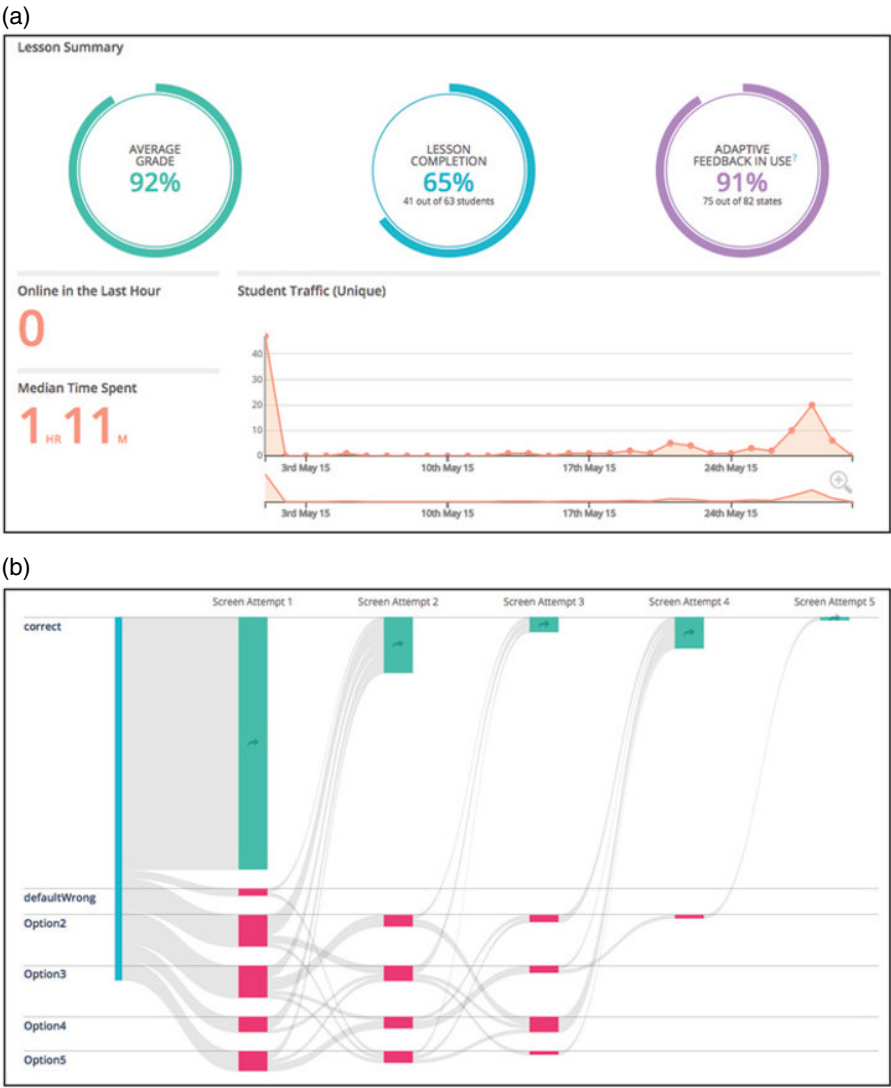 (a)
Lesson Summary
AVERAGE
GRADE
92%
LESSON
COMPLETION
65%
41 out of 63 students
ADAPTIVE
FEEDBACK IN USE?
91%
75 out of 82 states
Online in the Last Hour
0
Median Time Spent
1 HR 11 M
Student Traffic (Unique)
40
30
20
10
0
3rd May 15 10th May 15 17th May 15 24th May 15
3rd May 15 10th May 15 17th May 15 24th May 15
(b)
Screen Attempt 1 Screen Attempt 2 Screen Attempt 3 Screen Attempt 4 Screen Attempt 5
correct
defaultWrong
Option2
Option3
Option4
Option5